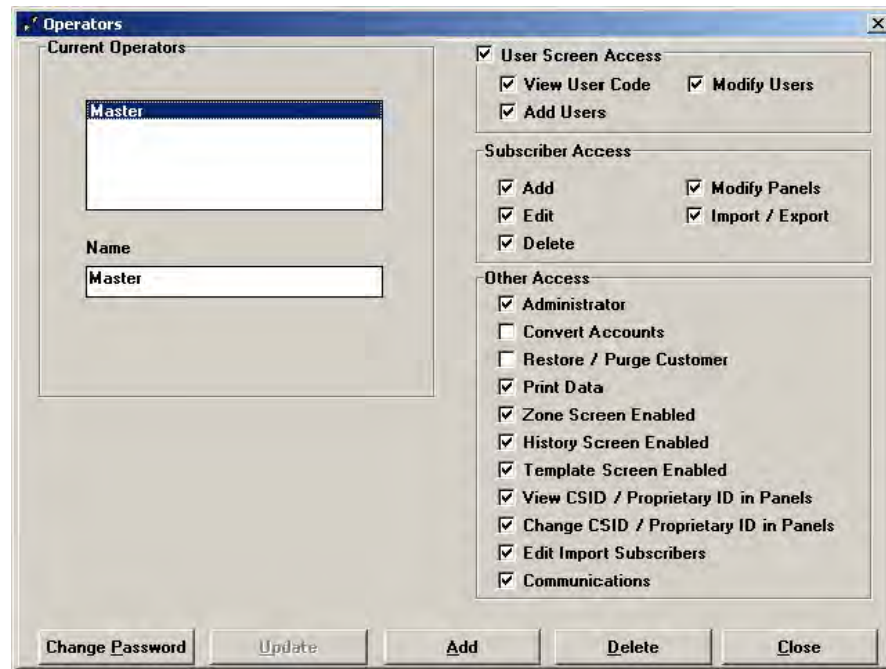 Operators
Current Operators
Master
Name
Master
User Screen Access
View User Code Modify Users
Add Users
Subscriber Access
Add Modify Panels
Edit Import / Export
Delete
Other Access
Administrator
Convert Accounts
Restore / Purge Customer
Print Data
Zone Screen Enabled
History Screen Enabled
Template Screen Enabled
View CSID / Proprietary ID in Panels
Change CSID / Proprietary ID in Panels
Edit Import Subscribers
Communications
Change Password Update Add Delete Close